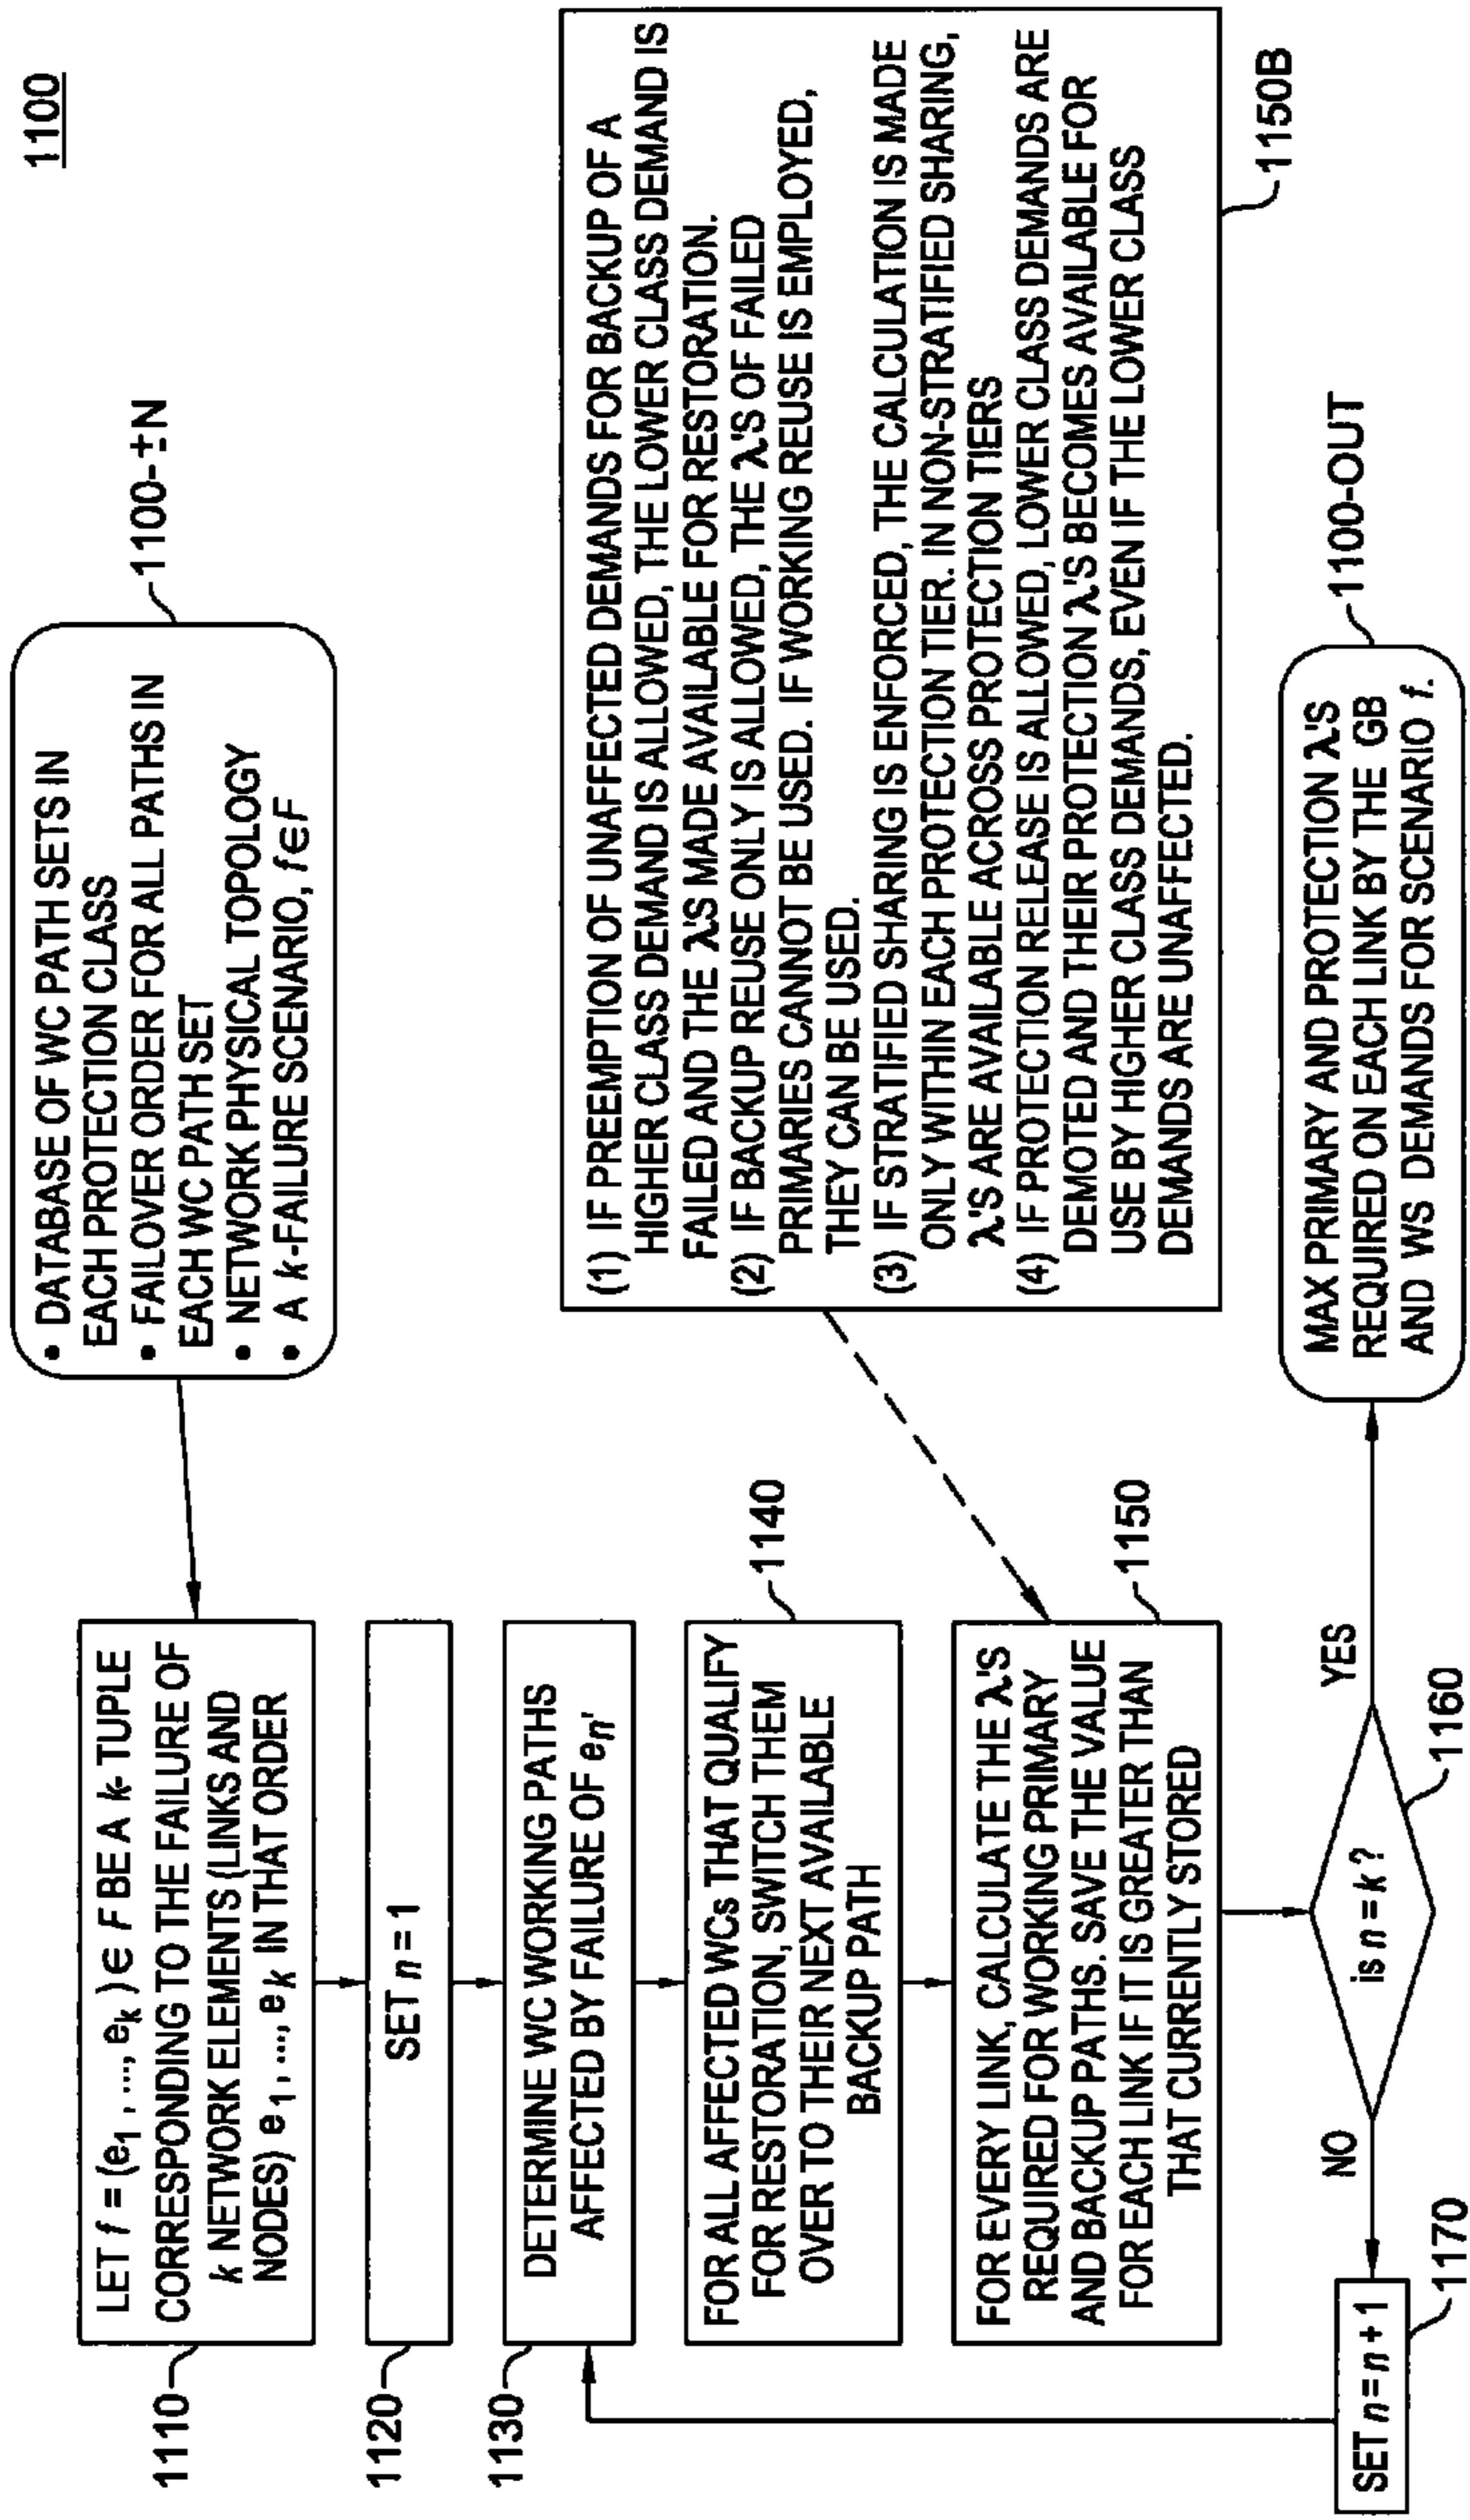 1100
• DATABASE OF WC PATH SETS IN
EACH PROTECTION CLASS
• FAILOVER ORDER FOR ALL PATHS IN
EACH WC PATH SET
• NETWORK PHYSICAL TOPOLOGY
• A k-FAILURE SCENARIO, f∈F
1100-IN
1110
LET f = (e1, ..., ek) ∈ F BE A k-TUPLE
CORRESPONDING TO THE FAILURE OF
k NETWORK ELEMENTS (LINKS AND
NODES) e1, ..., ek IN THAT ORDER
1120
SET n = 1
1130
DETERMINE WC WORKING PATHS
AFFECTED BY FAILURE OF en'
FOR ALL AFFECTED WCs THAT QUALIFY
FOR RESTORATION, SWITCH THEM
OVER TO THEIR NEXT AVAILABLE
BACKUP PATH
1140
FOR EVERY LINK, CALCULATE THE λ'S
REQUIRED FOR WORKING PRIMARY
AND BACKUP PATHS. SAVE THE VALUE
FOR EACH LINK IF IT IS GREATER THAN
THAT CURRENTLY STORED
1150
(1) IF PREEMPTION OF UNAFFECTED DEMANDS FOR BACKUP OF A
HIGHER CLASS DEMAND IS ALLOWED, THE LOWER CLASS DEMAND IS
FAILED AND THE λ'S MADE AVAILABLE FOR RESTORATION.
(2) IF BACKUP REUSE ONLY IS ALLOWED, THE λ'S OF FAILED
PRIMARIES CANNOT BE USED. IF WORKING REUSE IS EMPLOYED,
THEY CAN BE USED.
(3) IF STRATIFIED SHARING IS ENFORCED, THE CALCULATION IS MADE
ONLY WITHIN EACH PROTECTION TIER. IN NON-STRATIFIED SHARING,
λ'S ARE AVAILABLE ACROSS PROTECTION TIERS
(4) IF PROTECTION RELEASE IS ALLOWED, LOWER CLASS DEMANDS ARE
DEMOTED AND THEIR PROTECTION λ'S BECOMES AVAILABLE FOR
USE BY HIGHER CLASS DEMANDS, EVEN IF THE LOWER CLASS
DEMANDS ARE UNAFFECTED.
1150B
is n = k ?
1160
NO
YES
SET n = n + 1
1170
MAX PRIMARY AND PROTECTION λ'S
REQUIRED ON EACH LINK BY THE GB
AND WS DEMANDS FOR SCENARIO f.
1100-OUT